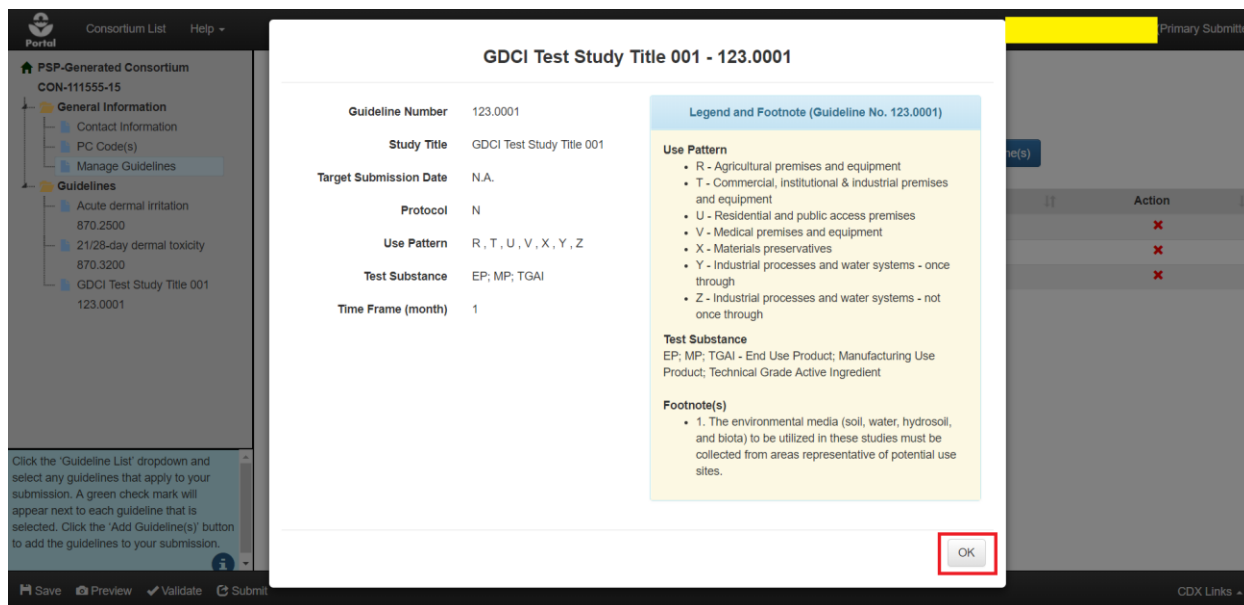 Portal
Consortium List
Help
(Primary Submitte
PSP-Generated Consortium
CON-111555-15
General Information
Contact Information
PC Code(s)
Manage Guidelines
Guidelines
Acute dermal irritation
870.2500
21/28-day dermal toxicity
870.3200
GDCI Test Study Title 001
123.0001
Click the 'Guideline List' dropdown and
select any guidelines that apply to your
submission. A green check mark will
appear next to each guideline that is
selected. Click the 'Add Guideline(s)' button
to add the guidelines to your submission.
GDCI Test Study Title 001 - 123.0001
Guideline Number 123.0001
Study Title GDCI Test Study Title 001
Target Submission Date N.A.
Protocol N
Use Pattern R , T , U , V , X , Y , Z
Test Substance EP; MP; TGAI
Time Frame (month) 1
Legend and Footnote (Guideline No. 123.0001)
Use Pattern
• R - Agricultural premises and equipment
• T - Commercial, institutional & industrial premises
and equipment
• U - Residential and public access premises
• V - Medical premises and equipment
• X - Materials preservatives
• Y - Industrial processes and water systems - once
through
• Z - Industrial processes and water systems - not
once through
Test Substance
EP; MP; TGAI - End Use Product; Manufacturing Use
Product; Technical Grade Active Ingredient
Footnote(s)
• 1. The environmental media (soil, water, hydrosoil,
and biota) to be utilized in these studies must be
collected from areas representative of potential use
sites.
OK
ne(s)
Action
Save Preview Validate Submit
CDX Links